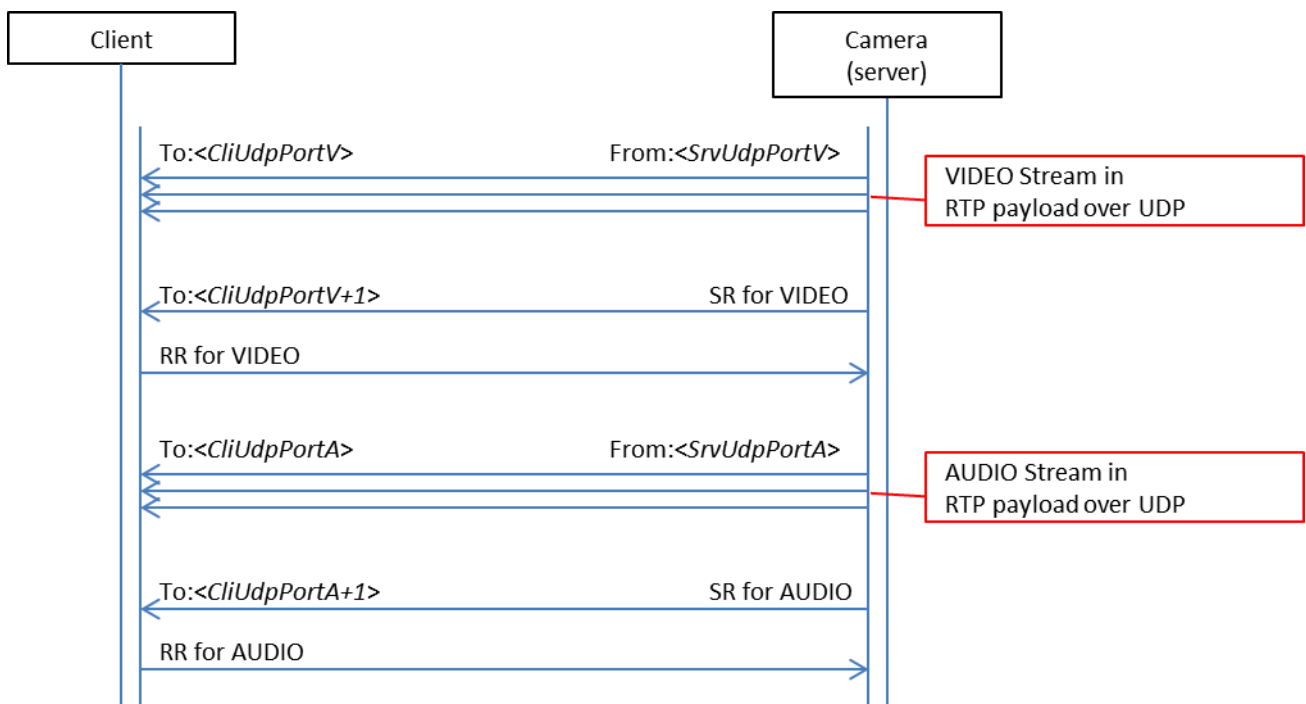 Client
Camera
(server)
To:<CliUdpPortV>
From:<SrvUdpPortV>
VIDEO Stream in
RTP payload over UDP
To:<CliUdpPortV+1>
SR for VIDEO
RR for VIDEO
To:<CliUdpPortA>
From:<SrvUdpPortA>
AUDIO Stream in
RTP payload over UDP
To:<CliUdpPortA+1>
SR for AUDIO
RR for AUDIO